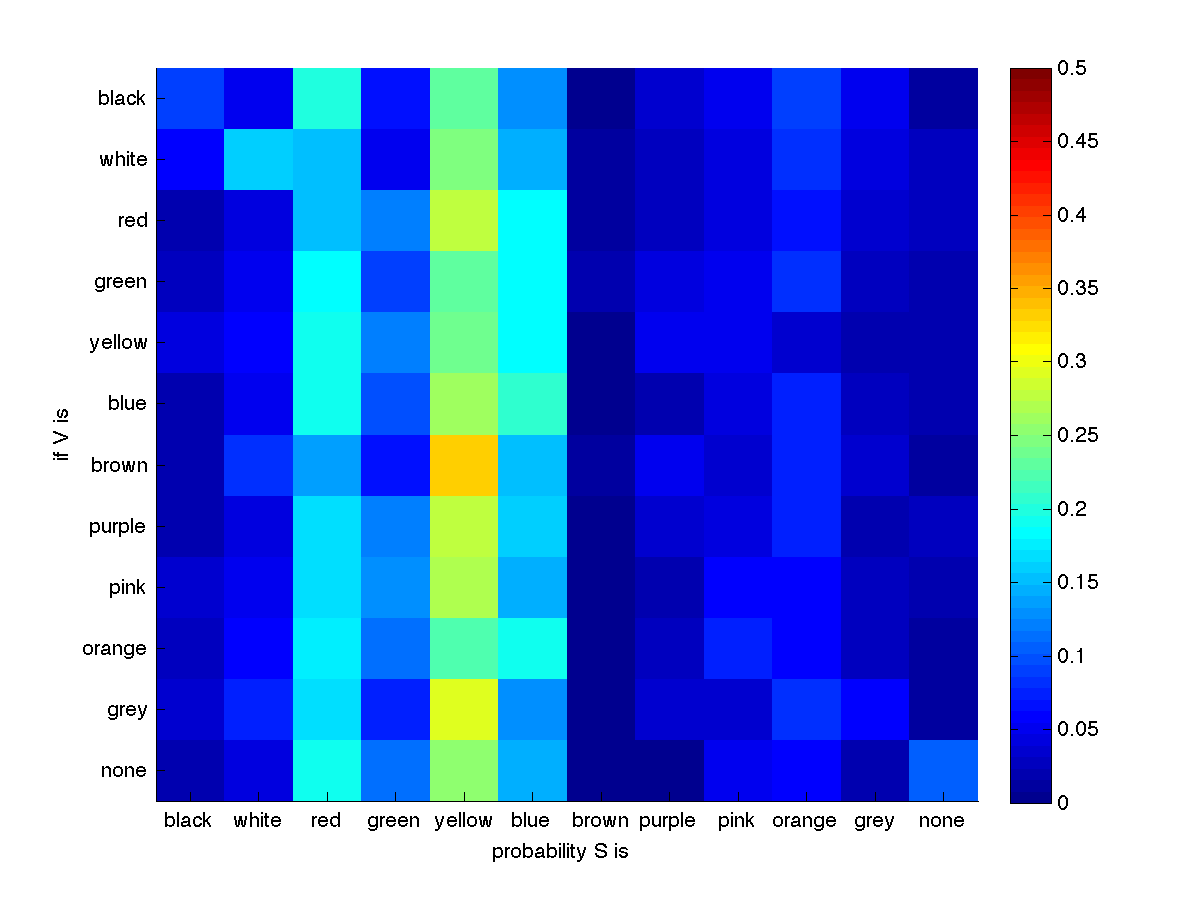 black
white
red
green
yellow
blue
brown
purple
pink
orange
grey
none
if V is
black white red green yellow blue brown purple pink orange grey none
probability S is
0.5
0.45
0.4
0.35
0.3
0.25
0.2
0.15
0.1
0.05
0